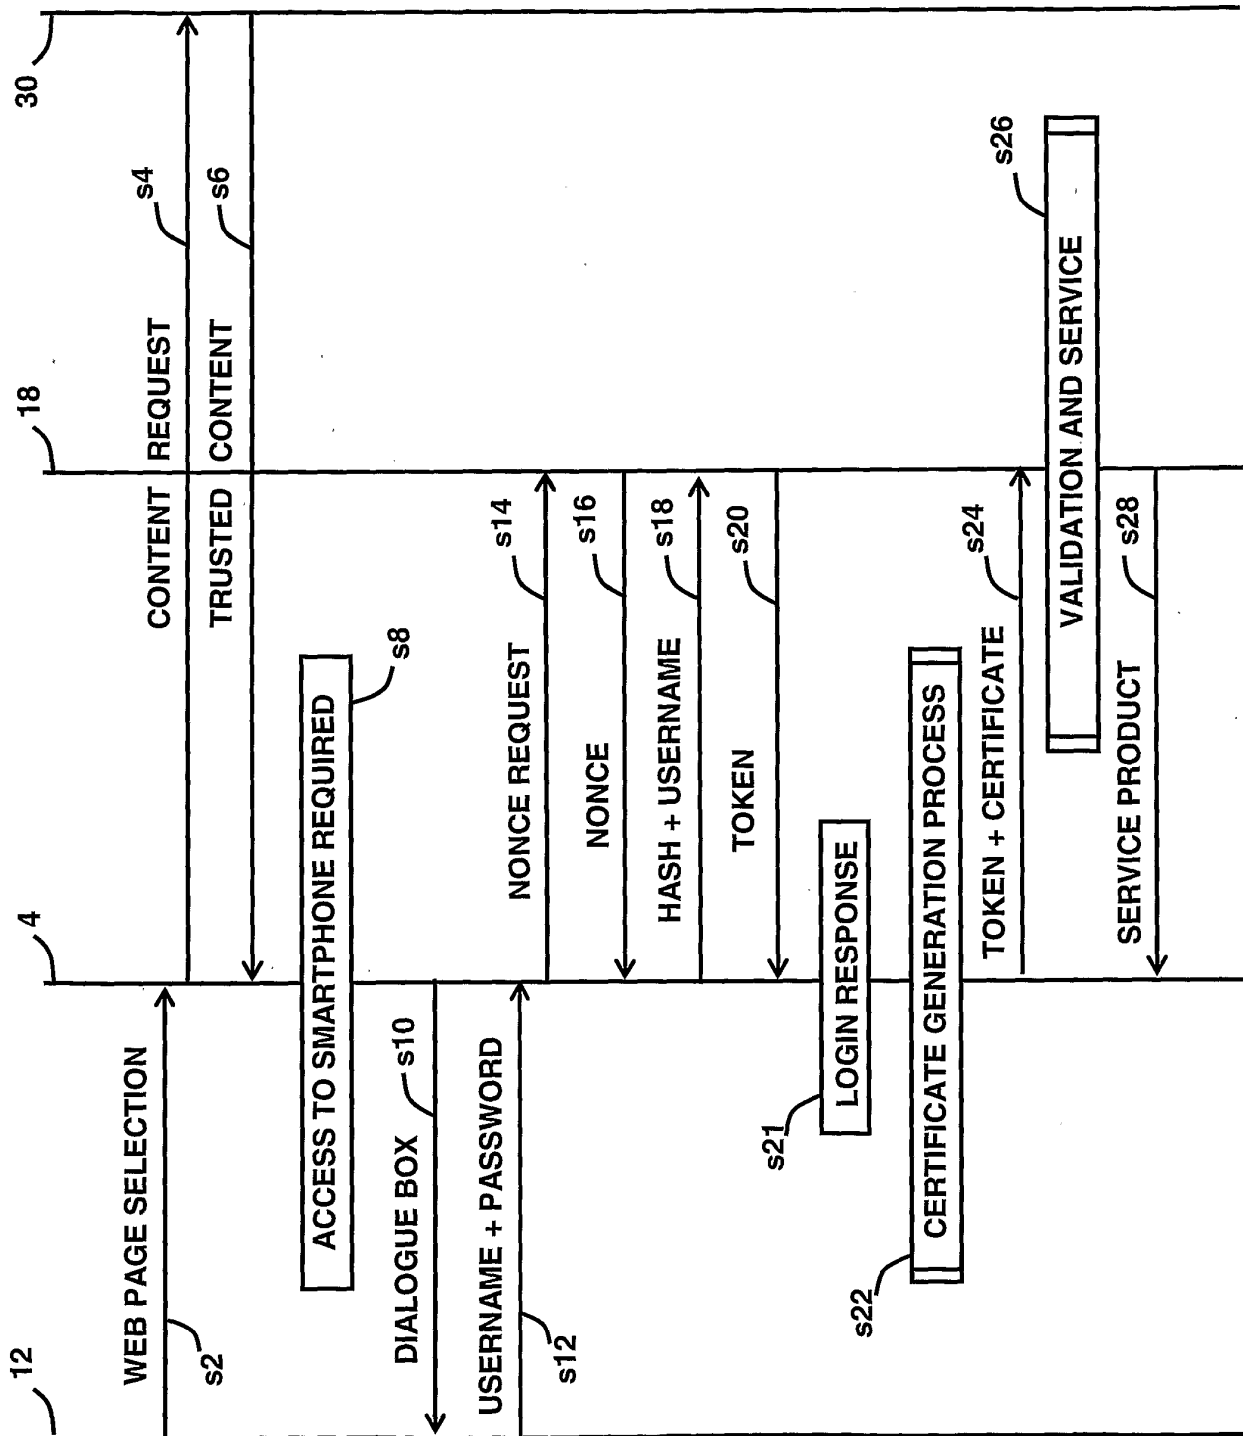 12
4
18
30
WEB PAGE SELECTION
s2
CONTENT REQUEST
s4
TRUSTED CONTENT
s6
ACCESS TO SMARTPHONE REQUIRED
s8
DIALOGUE BOX
s10
USERNAME + PASSWORD
s12
NONCE REQUEST
s14
NONCE
s16
HASH + USERNAME
s18
TOKEN
s20
LOGIN RESPONSE
s21
CERTIFICATE GENERATION PROCESS
s22
TOKEN + CERTIFICATE
s24
VALIDATION AND SERVICE
s26
SERVICE PRODUCT
s28